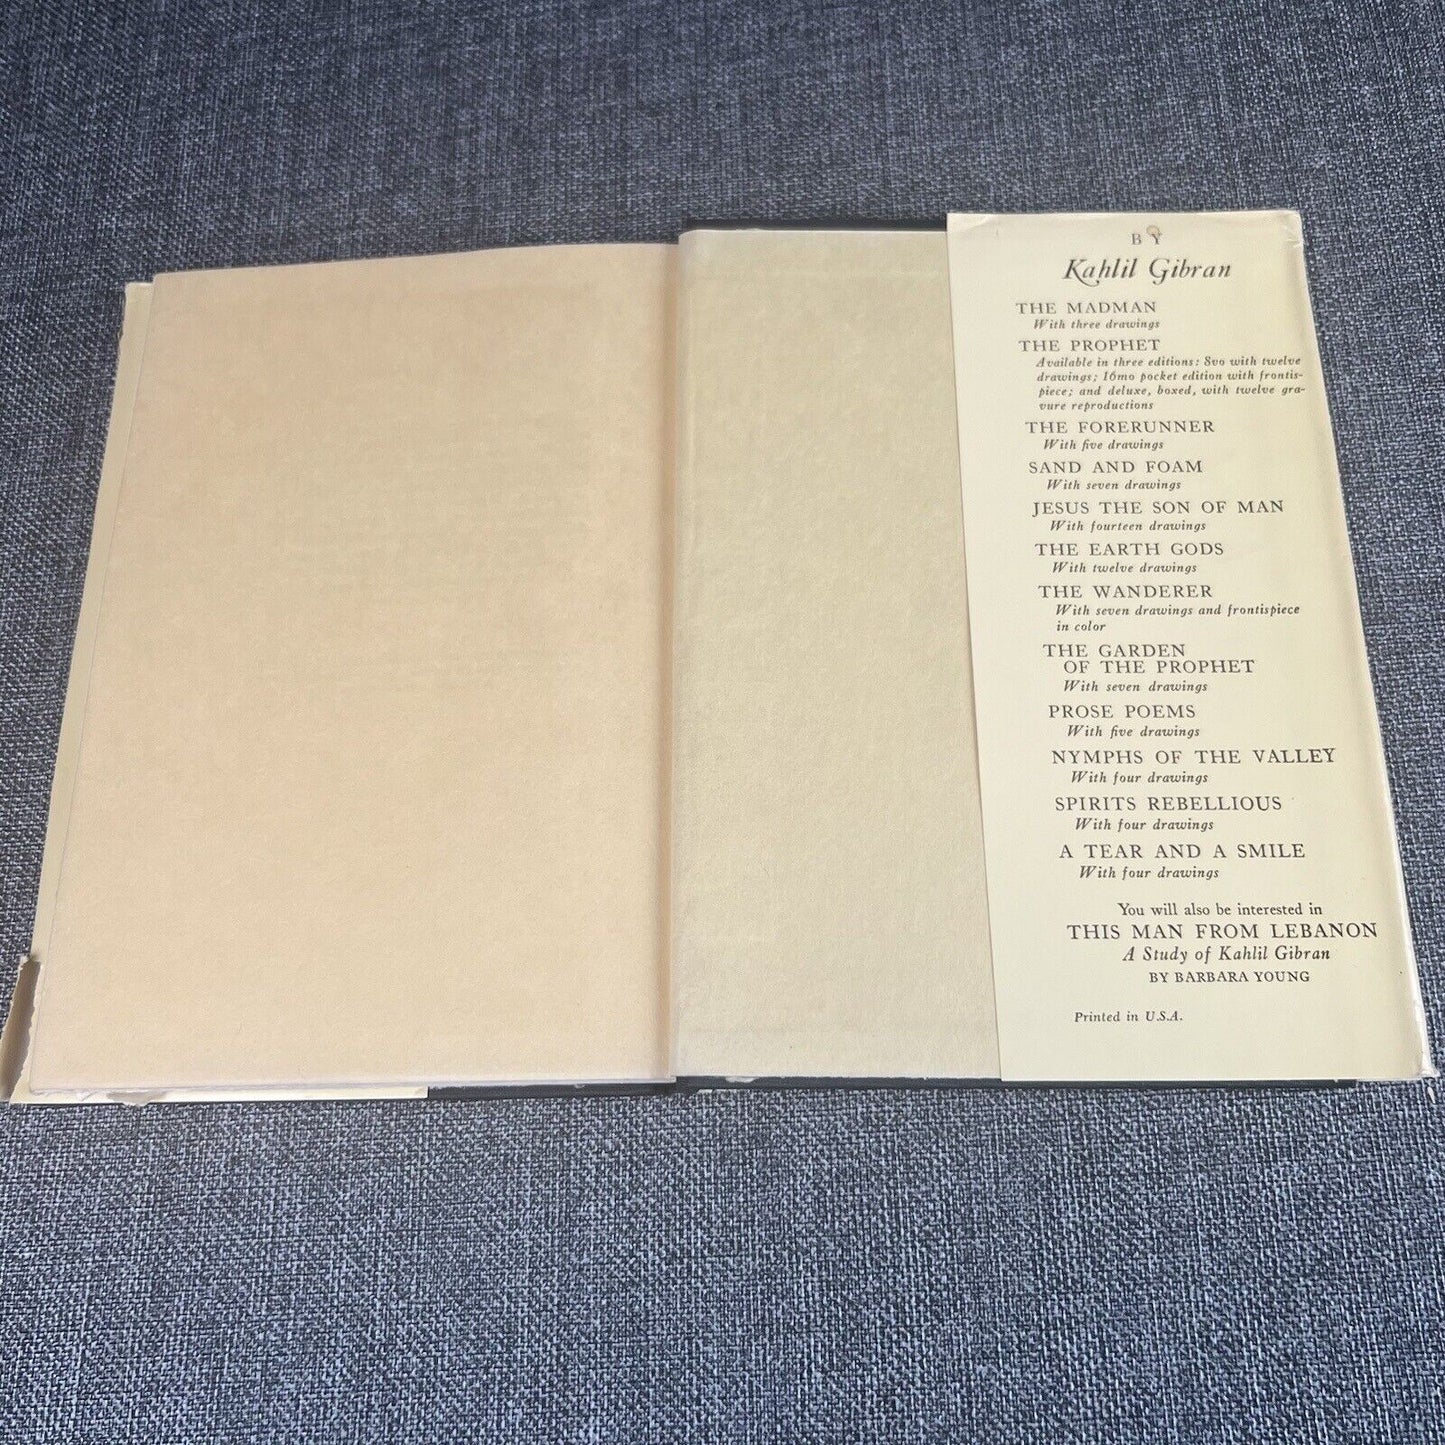 BY
Kahlil Gibran
THE MADMAN
With three drawings
THE PROPHET
Available in three editions: 8vo with twelve
drawings; 16mo pocket edition with frontis-
piece; and deluxe, boxed, with twelve gra-
vure reproductions
THE FORERUNNER
With five drawings
SAND AND FOAM
With seven drawings
JESUS THE SON OF MAN
With fourteen drawings
THE EARTH GODS
With twelve drawings
THE WANDERER
With seven drawings and frontispiece
in color
THE GARDEN
OF THE PROPHET
With seven drawings
PROSE POEMS
With five drawings
NYMPHS OF THE VALLEY
With four drawings
SPIRITS REBELLIOUS
With four drawings
A TEAR AND A SMILE
With four drawings
You will also be interested in
THIS MAN FROM LEBANON
A Study of Kahlil Gibran
BY BARBARA YOUNG
Printed in U.S.A.